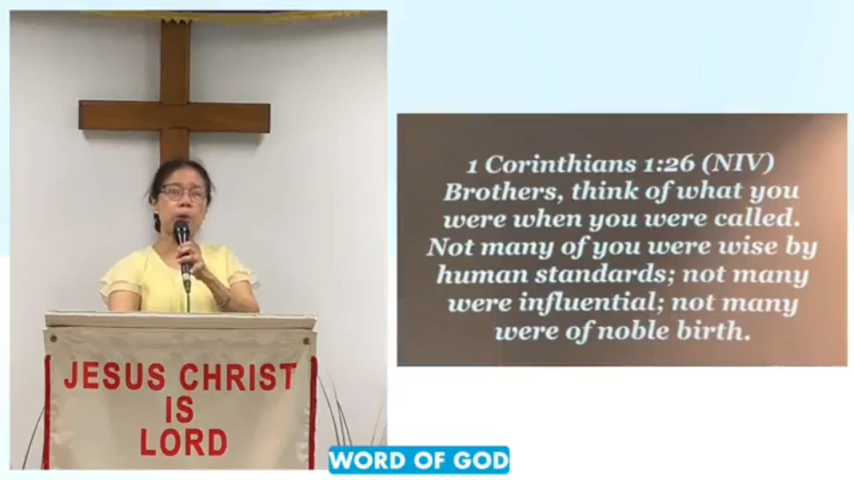 JESUS CHRIST
IS
LORD
1 Corinthians 1:26 (NIV)
Brothers, think of what you
were when you were called.
Not many of you were wise by
human standards; not many
were influential; not many
were of noble birth.
WORD OF GOD